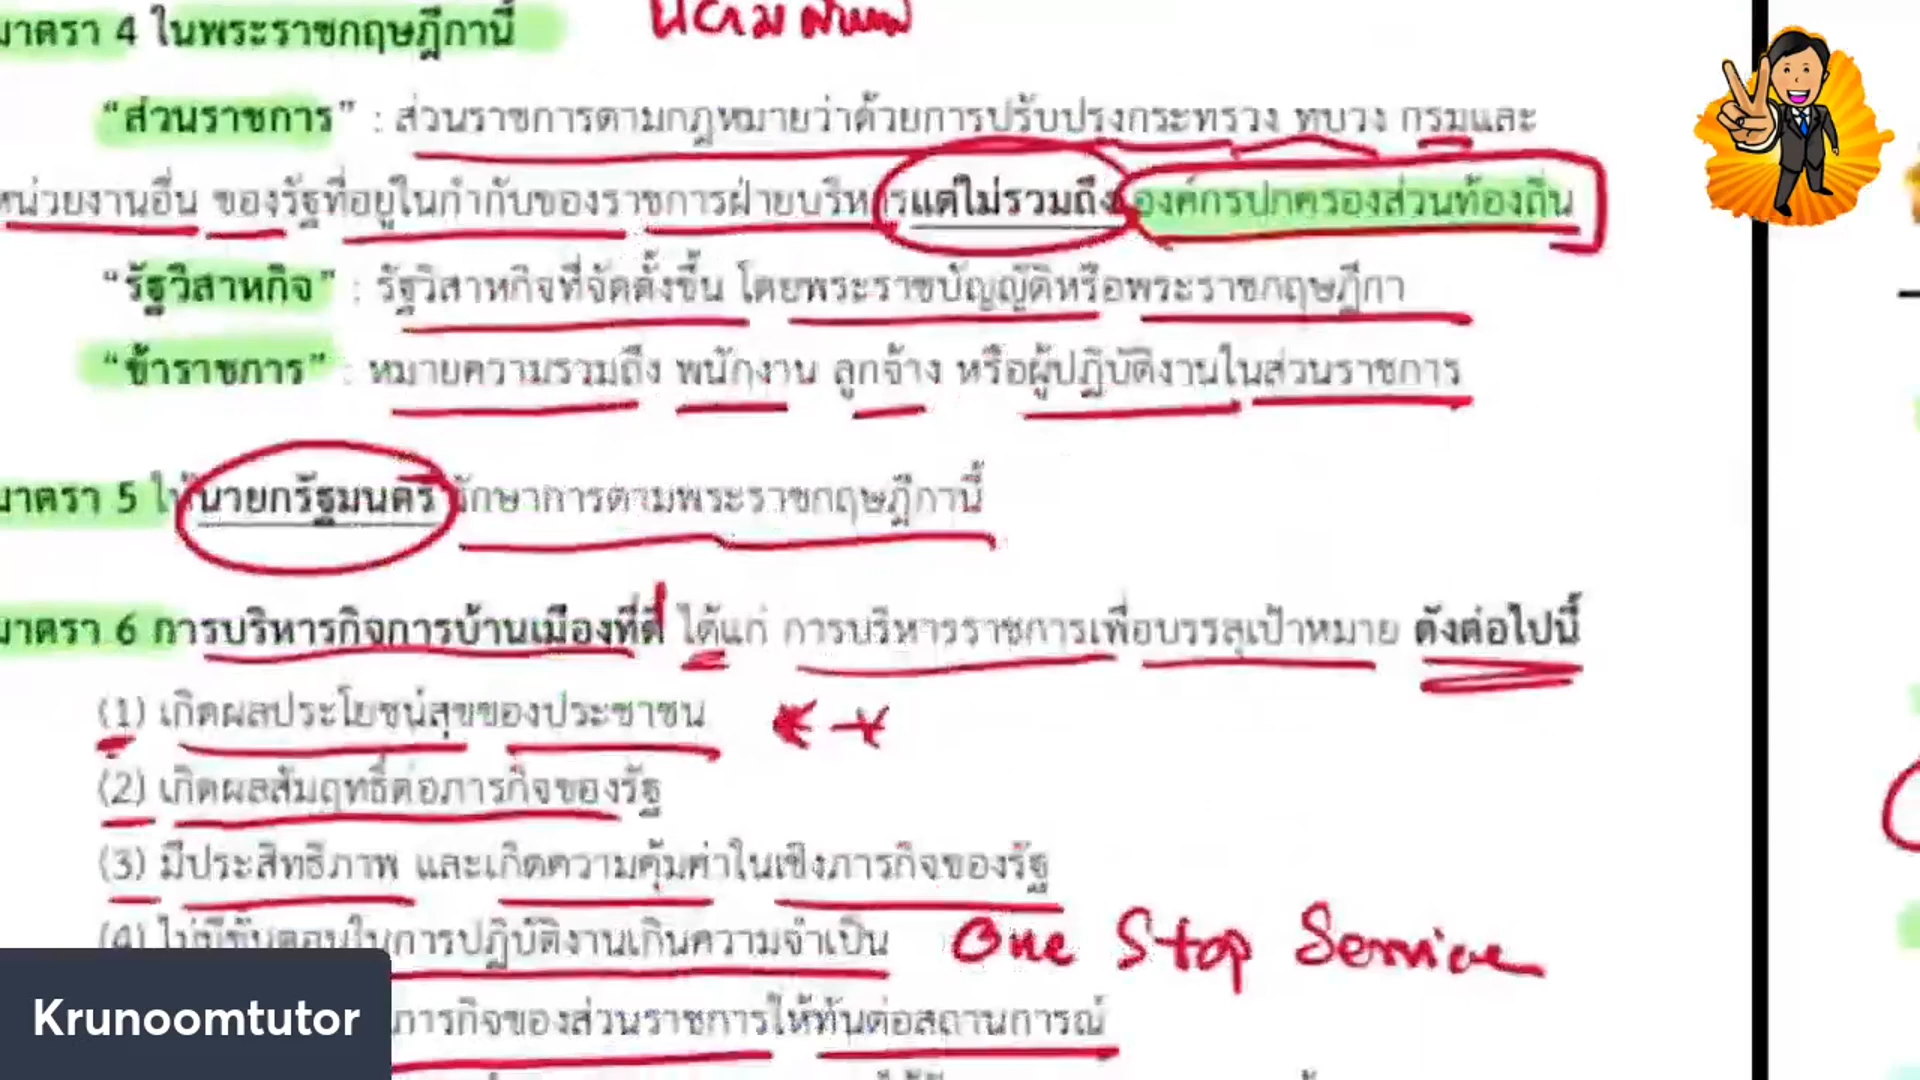 มาตรา 4 ในพระราชกฤษฎีกานี้
นิยามศัพท์
“ส่วนราชการ” : ส่วนราชการตามกฎหมายว่าด้วยการปรับปรุงกระทรวง ทบวง กรมและ
หน่วยงานอื่น ของรัฐที่อยู่ในกำกับของราชการฝ่ายบริหารแต่ไม่รวมถึง องค์กรปกครองส่วนท้องถิ่น
“รัฐวิสาหกิจ” : รัฐวิสาหกิจที่จัดตั้งขึ้น โดยพระราชบัญญัติหรือพระราชกฤษฎีกา
“ข้าราชการ” : หมายความรวมถึง พนักงาน ลูกจ้าง หรือผู้ปฏิบัติงานในส่วนราชการ
มาตรา 5 ให้นายกรัฐมนตรีรักษาการตามพระราชกฤษฎีกานี้
มาตรา 6 การบริหารกิจการบ้านเมืองที่ดี ได้แก่ การบริหารราชการเพื่อบรรลุเป้าหมาย ดังต่อไปนี้
(1) เกิดผลประโยชน์สุขของประชาชน
(2) เกิดผลสัมฤทธิ์ต่อภารกิจของรัฐ
(3) มีประสิทธิภาพ และเกิดความคุ้มค่าในเชิงภารกิจของรัฐ
(4) ไม่มีขั้นตอนในการปฏิบัติงานเกินความจำเป็น One Stop Service
ภารกิจของส่วนราชการให้ทันต่อสถานการณ์
Krunoomtutor